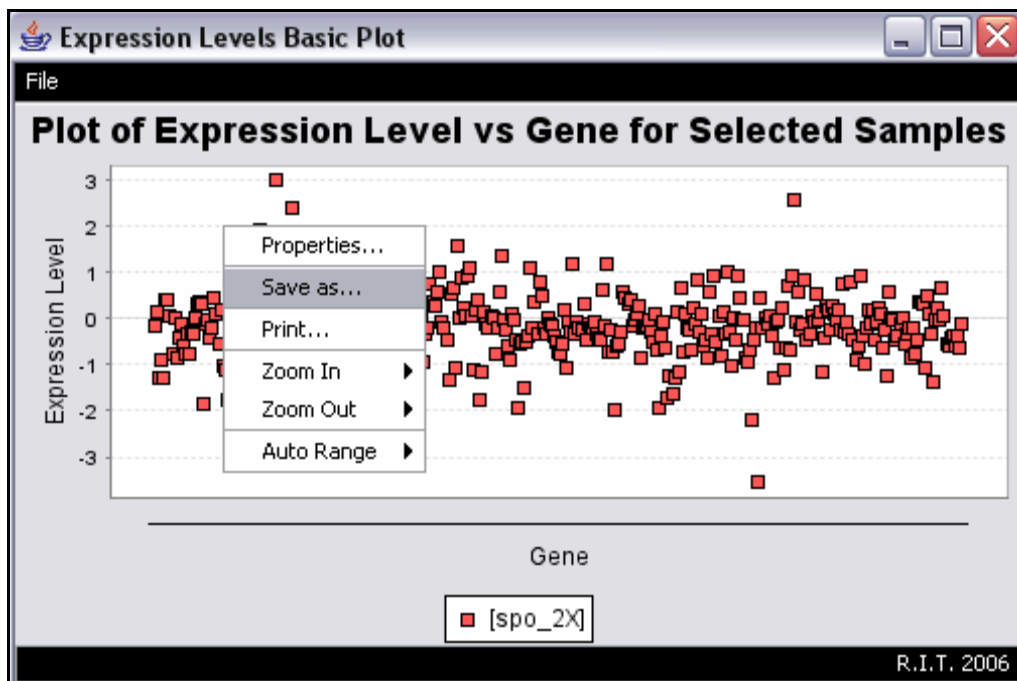 Expression Levels Basic Plot
File
Plot of Expression Level vs Gene for Selected Samples
Expression Level
3
2
1
0
-1
-2
-3
Properties...
Save as...
Print...
Zoom In
Zoom Out
Auto Range
Gene
[spo_2X]
R.I.T. 2006